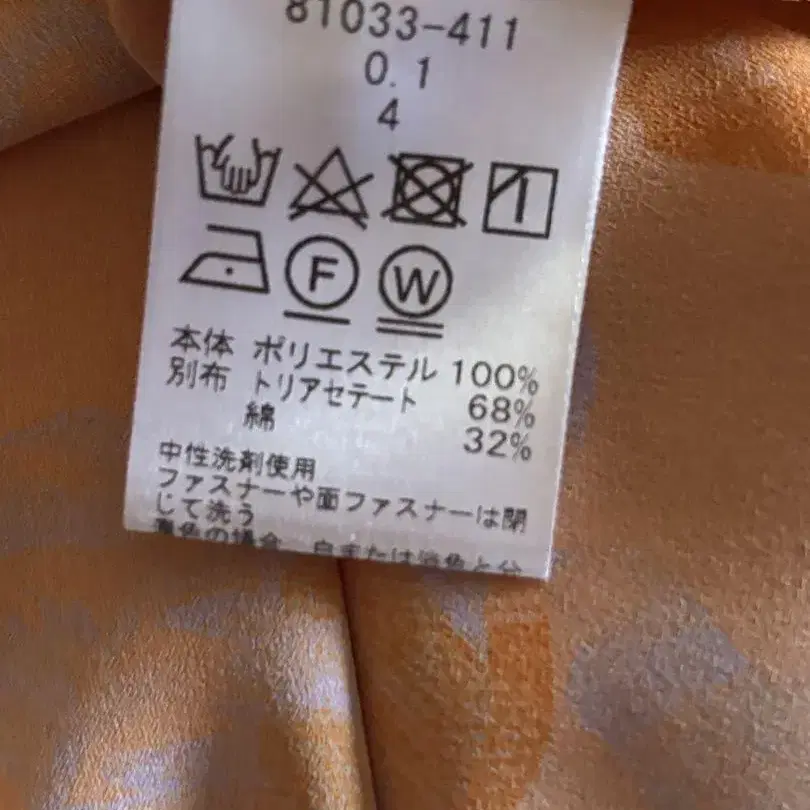 81033-411
0.1
4
F W
本体 ポリエステル 100%
別布 トリアセテート 68%
綿 32%
中性洗剤使用
ファスナーや面ファスナーは閉
じて洗う